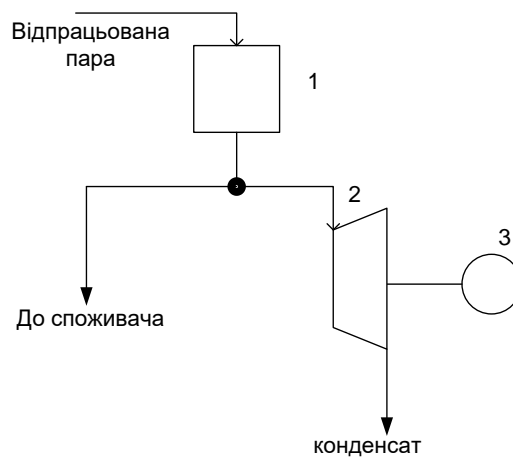 Відпрацьована
пара
1
2
3
До споживача
конденсат